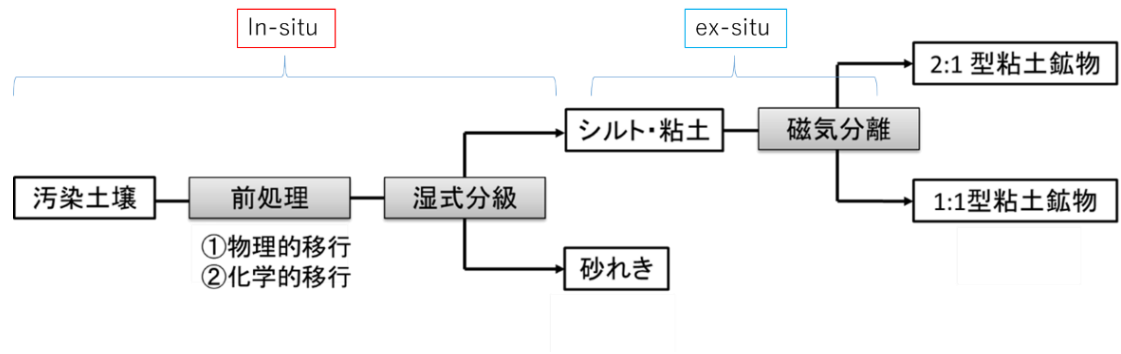 In-situ
ex-situ
2:1 型粘土鉱物
シルト・粘土
磁気分離
汚染土壌
前処理
湿式分級
1:1型粘土鉱物
①物理的移行
②化学的移行
砂れき